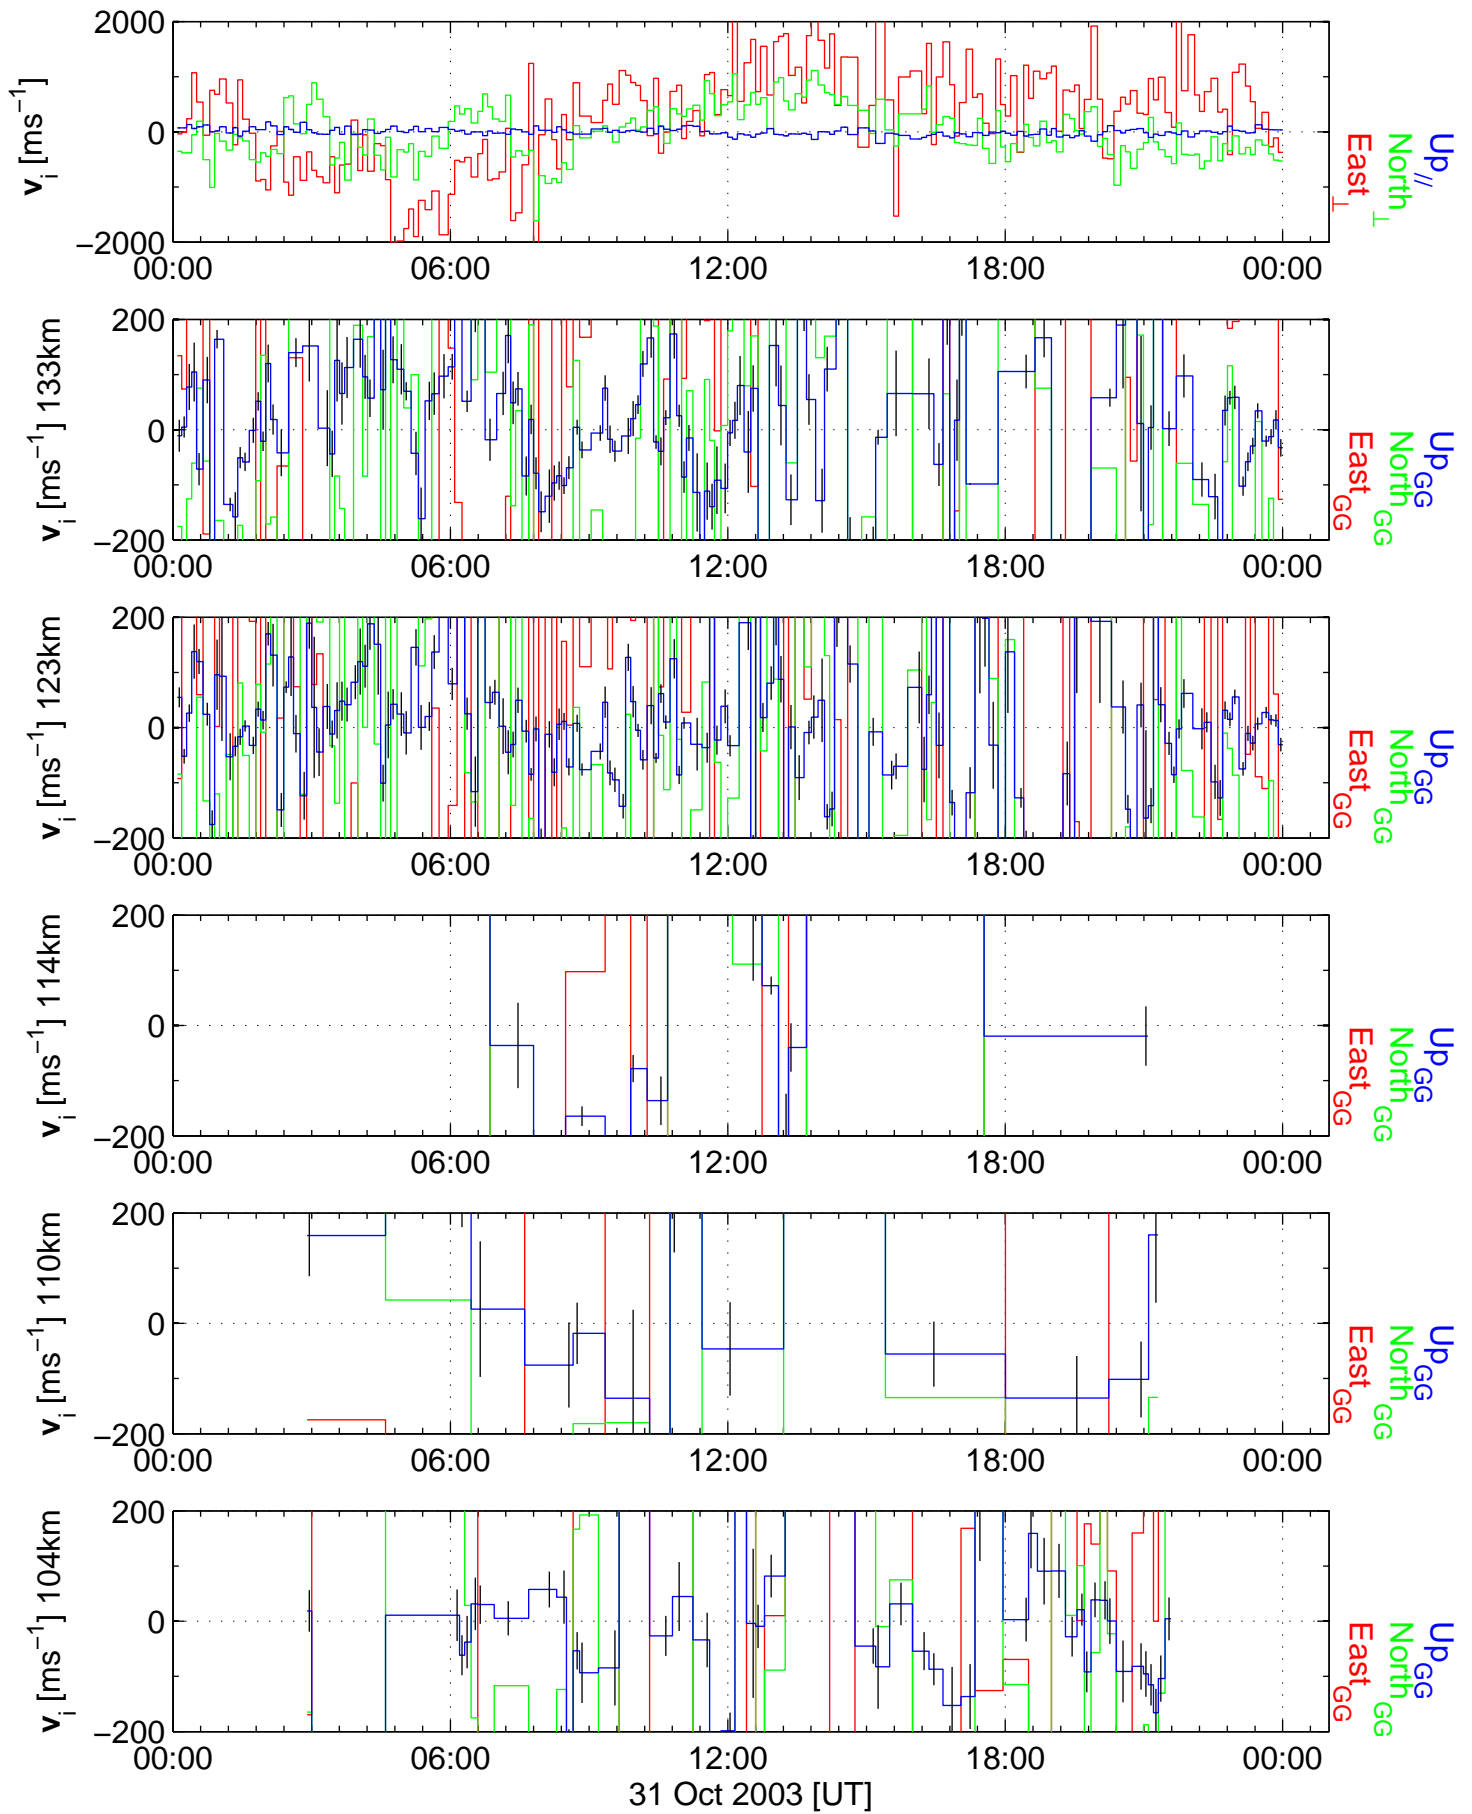 2000
0
−2000
v_i [ms^−1]
00:00 06:00 12:00 18:00 00:00
Up_//
North_⊥
East_⊥
200
0
−200
v_i [ms^−1] 133km
00:00 06:00 12:00 18:00 00:00
Up_GG
North_GG
East_GG
200
0
−200
v_i [ms^−1] 123km
00:00 06:00 12:00 18:00 00:00
Up_GG
North_GG
East_GG
200
0
−200
v_i [ms^−1] 114km
00:00 06:00 12:00 18:00 00:00
Up_GG
North_GG
East_GG
200
0
−200
v_i [ms^−1] 110km
00:00 06:00 12:00 18:00 00:00
Up_GG
North_GG
East_GG
200
0
−200
v_i [ms^−1] 104km
00:00 06:00 12:00 18:00 00:00
Up_GG
North_GG
East_GG
31 Oct 2003 [UT]